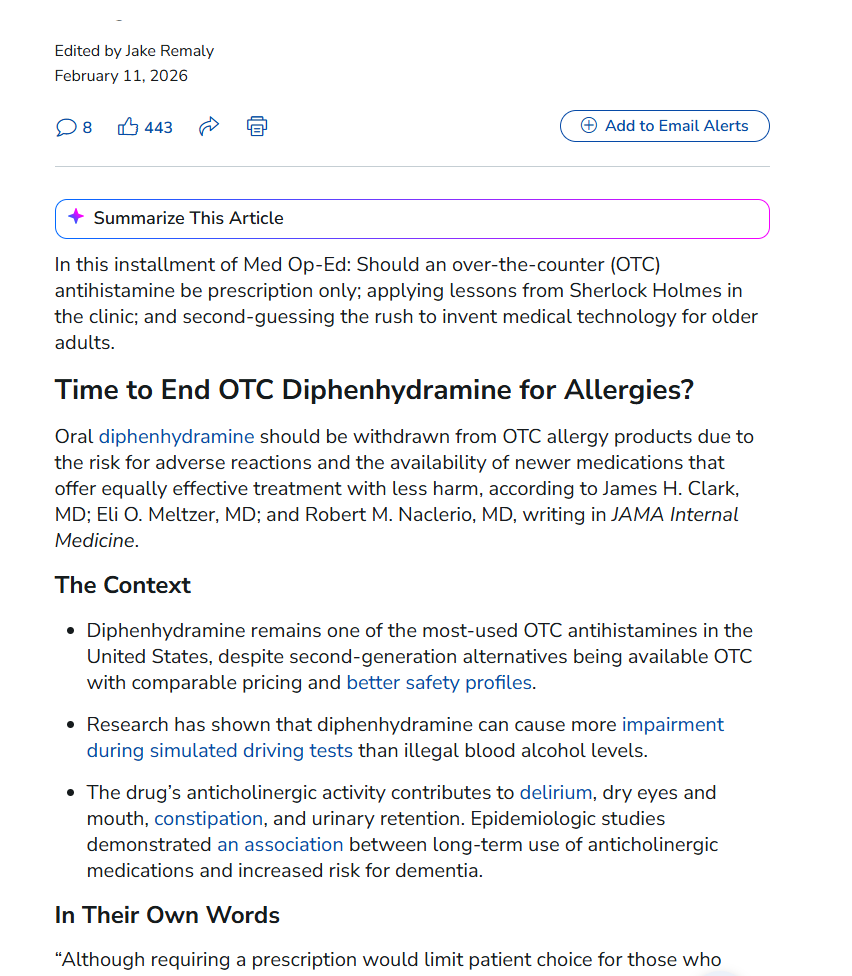 Edited by Jake Remaly
February 11, 2026
8
443
Add to Email Alerts
Summarize This Article
In this installment of Med Op-Ed: Should an over-the-counter (OTC)
antihistamine be prescription only; applying lessons from Sherlock Holmes in
the clinic; and second-guessing the rush to invent medical technology for older
adults.
Time to End OTC Diphenhydramine for Allergies?
Oral diphenhydramine should be withdrawn from OTC allergy products due to
the risk for adverse reactions and the availability of newer medications that
offer equally effective treatment with less harm, according to James H. Clark,
MD; Eli O. Meltzer, MD; and Robert M. Naclerio, MD, writing in JAMA Internal
Medicine.
The Context
• Diphenhydramine remains one of the most-used OTC antihistamines in the
United States, despite second-generation alternatives being available OTC
with comparable pricing and better safety profiles.
• Research has shown that diphenhydramine can cause more impairment
during simulated driving tests than illegal blood alcohol levels.
• The drug’s anticholinergic activity contributes to delirium, dry eyes and
mouth, constipation, and urinary retention. Epidemiologic studies
demonstrated an association between long-term use of anticholinergic
medications and increased risk for dementia.
In Their Own Words
“Although requiring a prescription would limit patient choice for those who